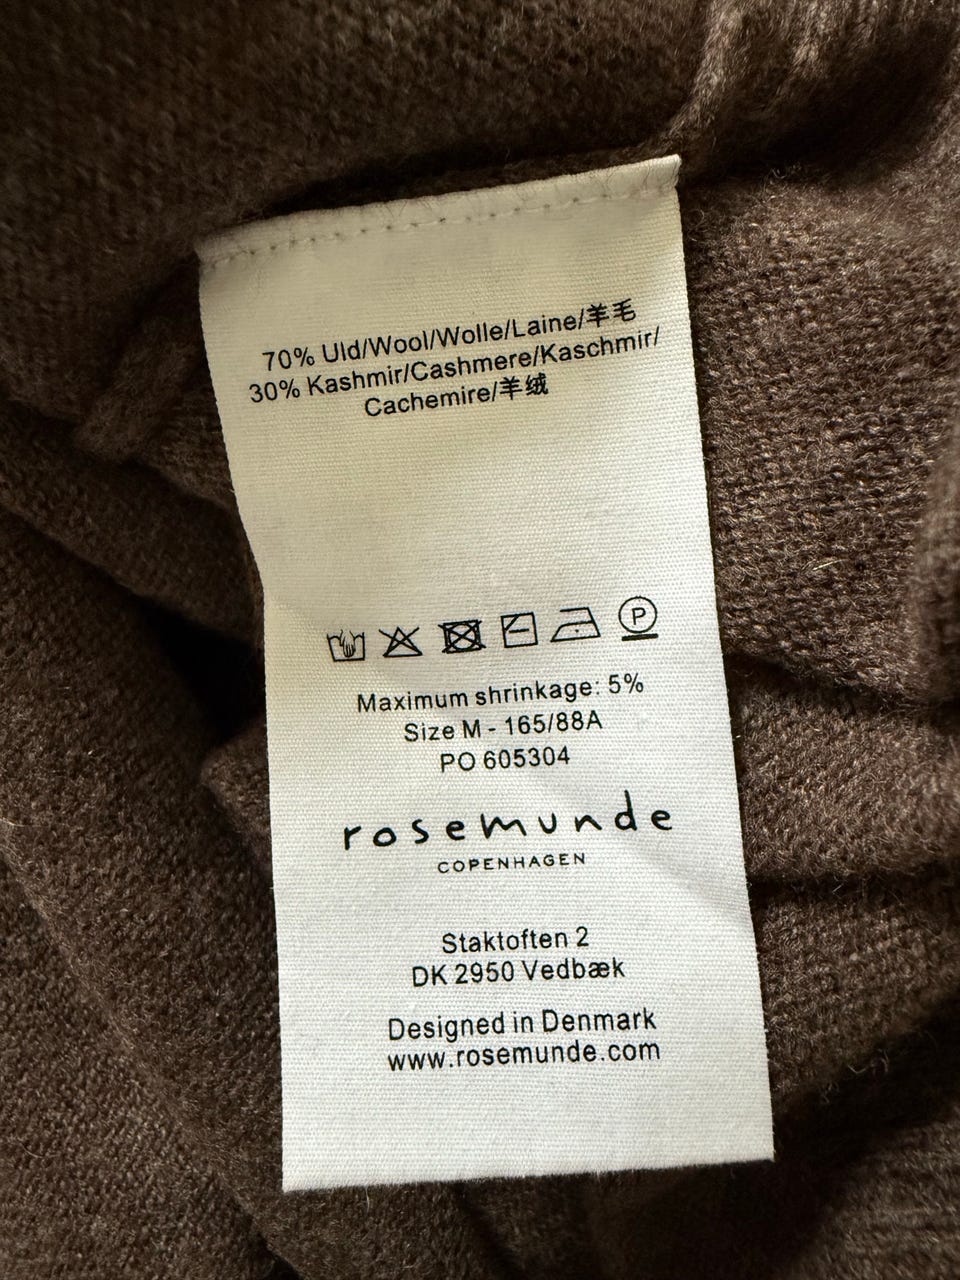 70% Uld/Wool/Wolle/Laine/羊毛
30% Kashmir/Cashmere/Kaschmir/
Cachemire/羊绒
P
Maximum shrinkage: 5%
Size M - 165/88A
PO 605304
rosemunde
COPENHAGEN
Staktoften 2
DK 2950 Vedbæk
Designed in Denmark
www.rosemunde.com